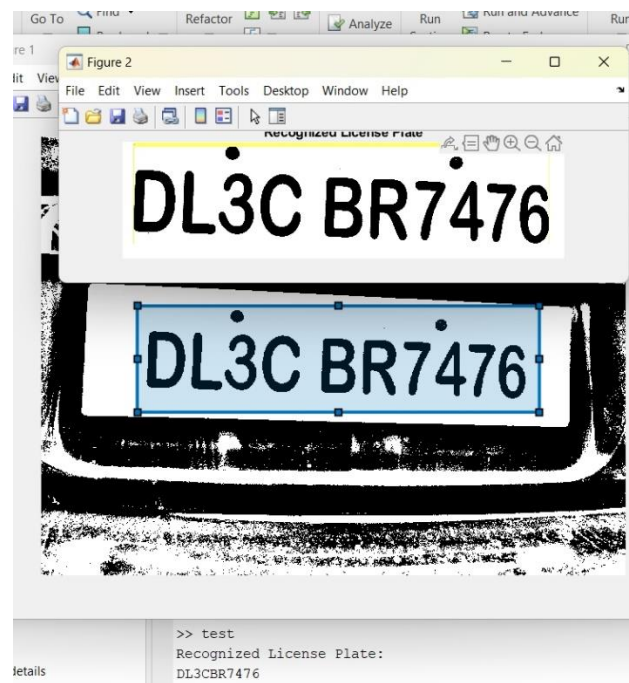 Go To
Find
Refactor
Analyze
Run
Run and Advance
Figure 2
File Edit View Insert Tools Desktop Window Help
Recognized License Plate
DL3C BR7476
DL3C BR7476
>> test
Recognized License Plate:
DL3CBR7476
details